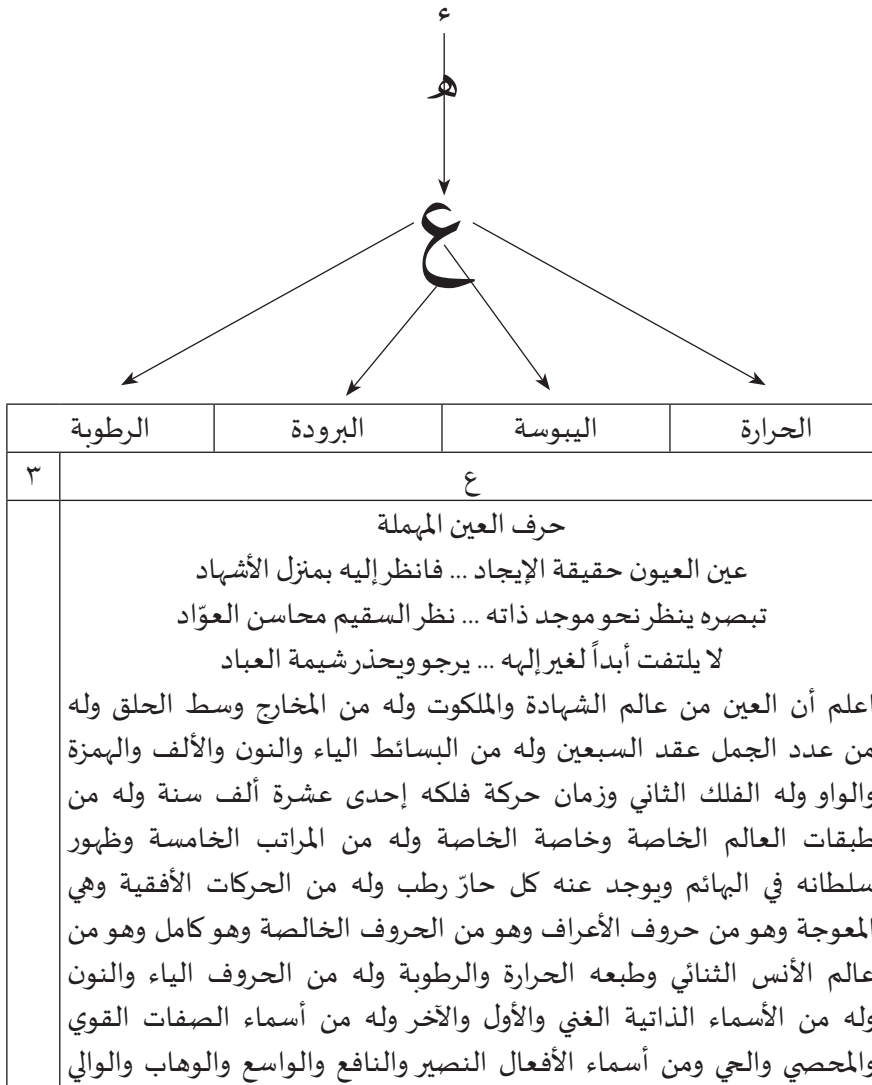 ء
ه
ع
الحرارة اليبوسة البرودة الرطوبة
ع ٣
حرف العين المهملة
عين العيون حقيقة الإيجاد ... فانظر إليه بمنزل الأشهاد
تبصره ينظر نحو موجد ذاته ... نظر السقيم محاسن العوّاد
لا يلتفت أبداً لغير إلهه ... يرجو ويحذر شيمة العباد
اعلم أن العين من عالم الشهادة والملكوت وله من المخارج وسط الحلق وله
من عدد الجمل عقد السبعين وله من البسائط الياء والنون والألف والهمزة
والواو وله الفلك الثاني وزمان حركة فلكه إحدى عشرة ألف سنة وله من
طبقات العالم الخاصة وخاصة الخاصة وله من المراتب الخامسة وظهور
سلطانه في البهائم ويوجد عنه كل حارّ رطب وله من الحركات الأفقية وهي
المعوجة وهو من حروف الأعراف وهو من الحروف الخالصة وهو كامل وهو من
عالم الأنس الثنائي وطبعه الحرارة والرطوبة وله من الحروف الياء والنون
وله من الأسماء الذاتية الغني والأول والآخر وله من أسماء الصفات القوي
والمحصي والحي ومن أسماء الأفعال النصير والنافع والواسع والوهاب والوالي